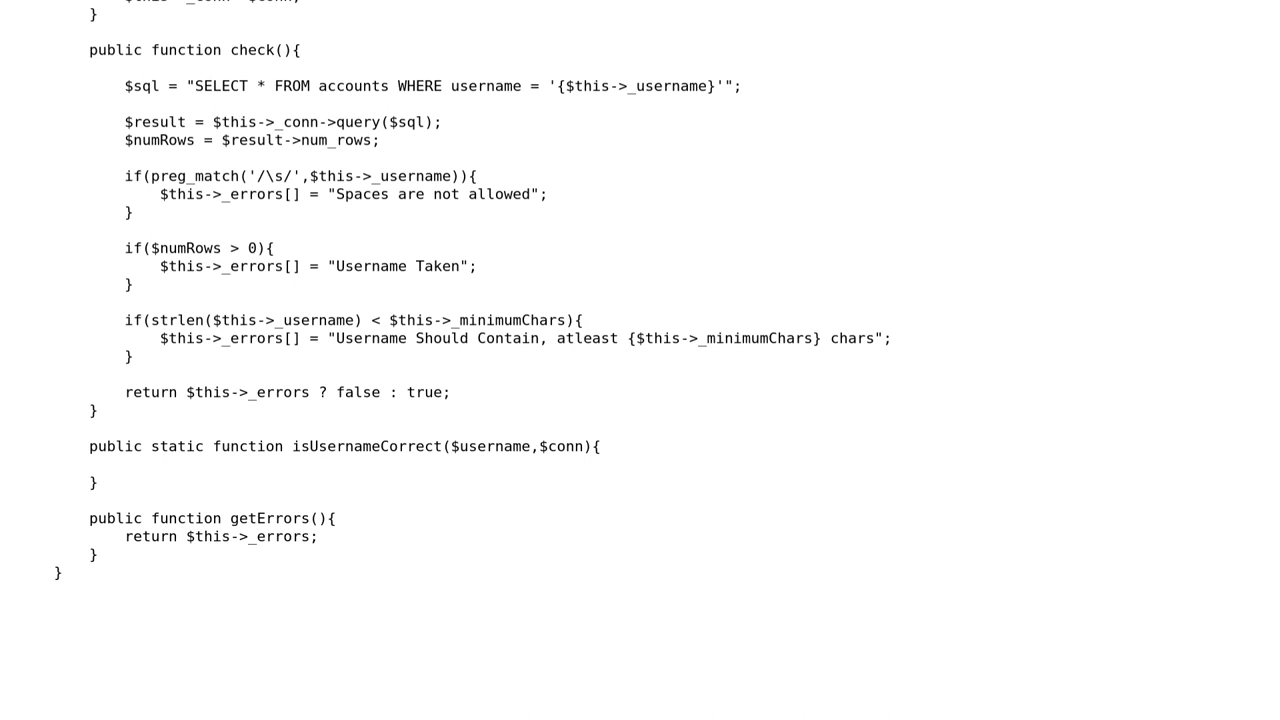 }
public function check(){
$sql = "SELECT * FROM accounts WHERE username = '{$this->_username}'";
$result = $this->_conn->query($sql);
$numRows = $result->num_rows;
if(preg_match('/\s/',$this->_username)){
$this->_errors[] = "Spaces are not allowed";
}
if($numRows > 0){
$this->_errors[] = "Username Taken";
}
if(strlen($this->_username) < $this->_minimumChars){
$this->_errors[] = "Username Should Contain, atleast {$this->_minimumChars} chars";
}
return $this->_errors ? false : true;
}
public static function isUsernameCorrect($username,$conn){
}
public function getErrors(){
return $this->_errors;
}
}